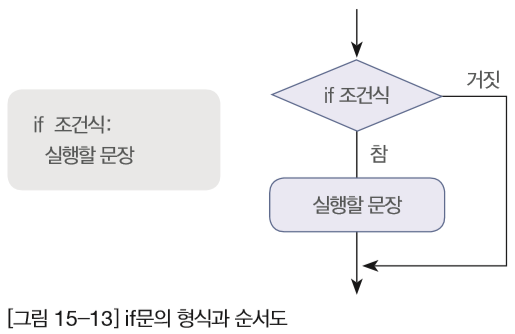 if 조건식:
실행할 문장
if 조건식
거짓
참
실행할 문장
[그림 15–13] if문의 형식과 순서도